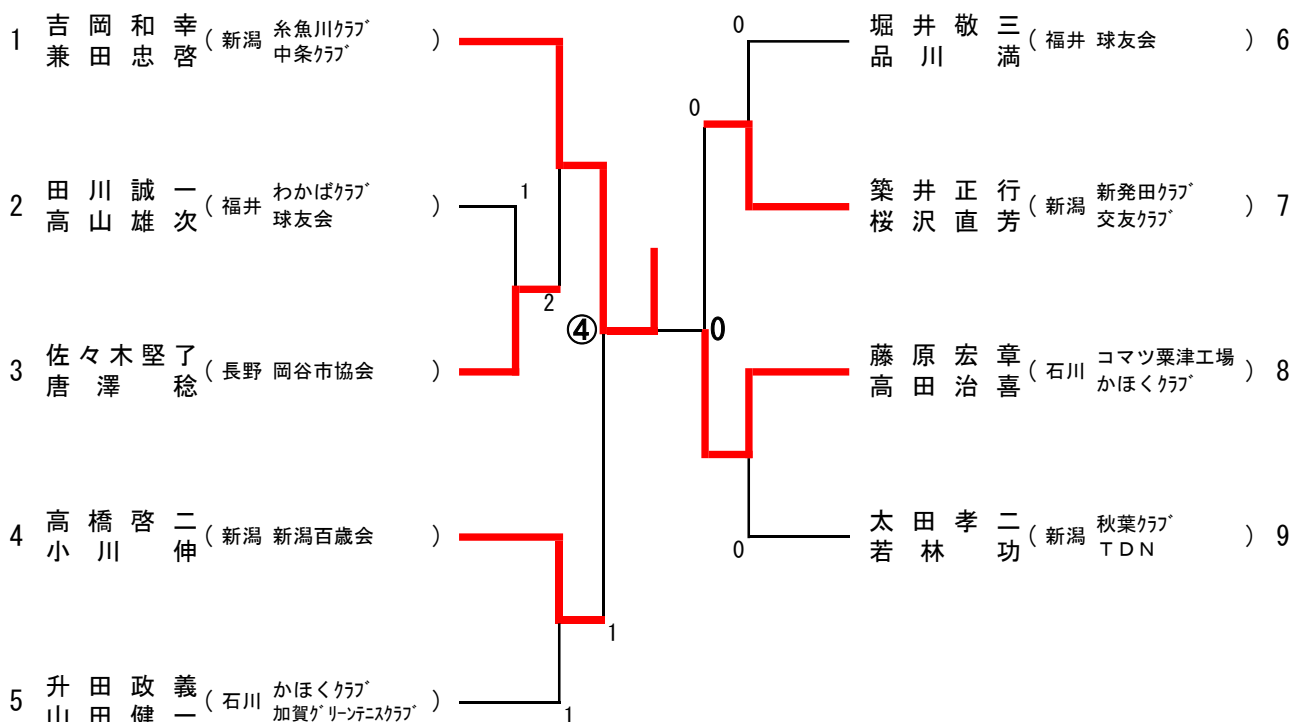 1 吉岡和幸 兼田忠啓 (新潟 糸魚川クラブ 中条クラブ)
2 田川誠一 高山雄次 (福井 わかばクラブ 球友会)
1
3 佐々木堅了 唐澤稔 (長野 岡谷市協会)
2
4 高橋啓二 小川伸 (新潟 新潟百歳会)
5 升田政義 山田健一 (石川 かほくクラブ 加賀グリーンテニスクラブ)
1
1
④ 0
0
堀井敬三 品川満 (福井 球友会) 6
0
築井正行 桜沢直芳 (新潟 新発田クラブ 交友クラブ) 7
藤原宏章 高田治喜 (石川 コマツ粟津工場 かほくクラブ) 8
0
太田孝二 若林功 (新潟 秋葉クラブ TDN) 9